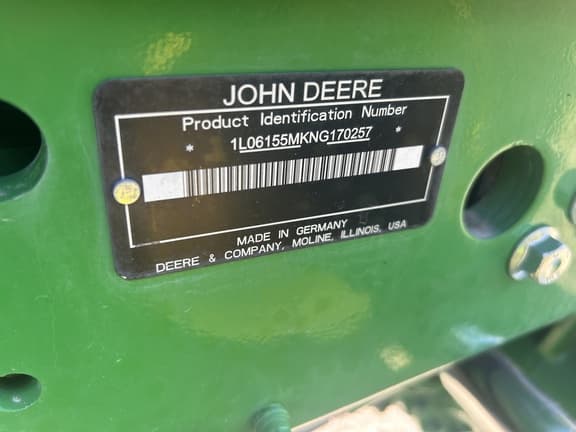 JOHN DEERE
Product Identification Number
* 1L06155MKNG170257 *
MADE IN GERMANY
DEERE & COMPANY, MOLINE, ILLINOIS, USA